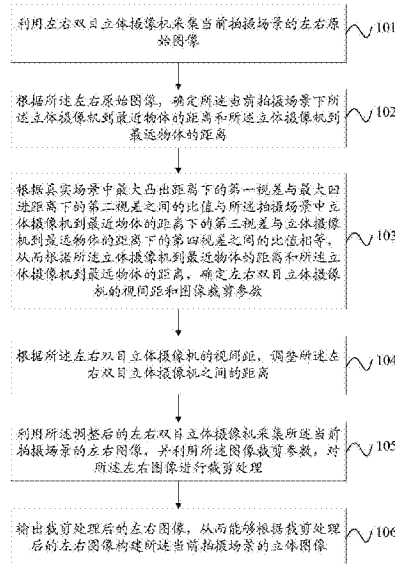 利用左右双目立体摄像机采集当前拍摄场景的左右原
始图像
101
根据所述左右原始图像，确定所述当前拍摄场景下所
述立体摄像机到最近物体的距离和所述立体摄像机到
最远物体的距离
102
根据真实场景中最大凸出距离下的第一视差与最大凹
进距离下的第二视差之间的比值与所述拍摄场景中立
体摄像机到最近物体的距离下的第三视差与立体摄像
机到最远物体的距离下的第四视差之间的比值相等，
从而根据所述立体摄像机到最近物体的距离和所述立
体摄像机到最远物体的距离，确定左右双目立体摄像
机的视间距和图像裁剪参数
103
根据所述左右双目立体摄像机的视间距，调整所述左
右双目立体摄像机之间的距离
104
利用所述调整后的左右双目立体摄像机采集所述当前
拍摄场景的左右图像，并利用所述图像裁剪参数，对
所述左右图像进行裁剪处理
105
输出裁剪处理后的左右图像，从而能够根据裁剪处理
后的左右图像构建所述当前拍摄场景的立体图像
106